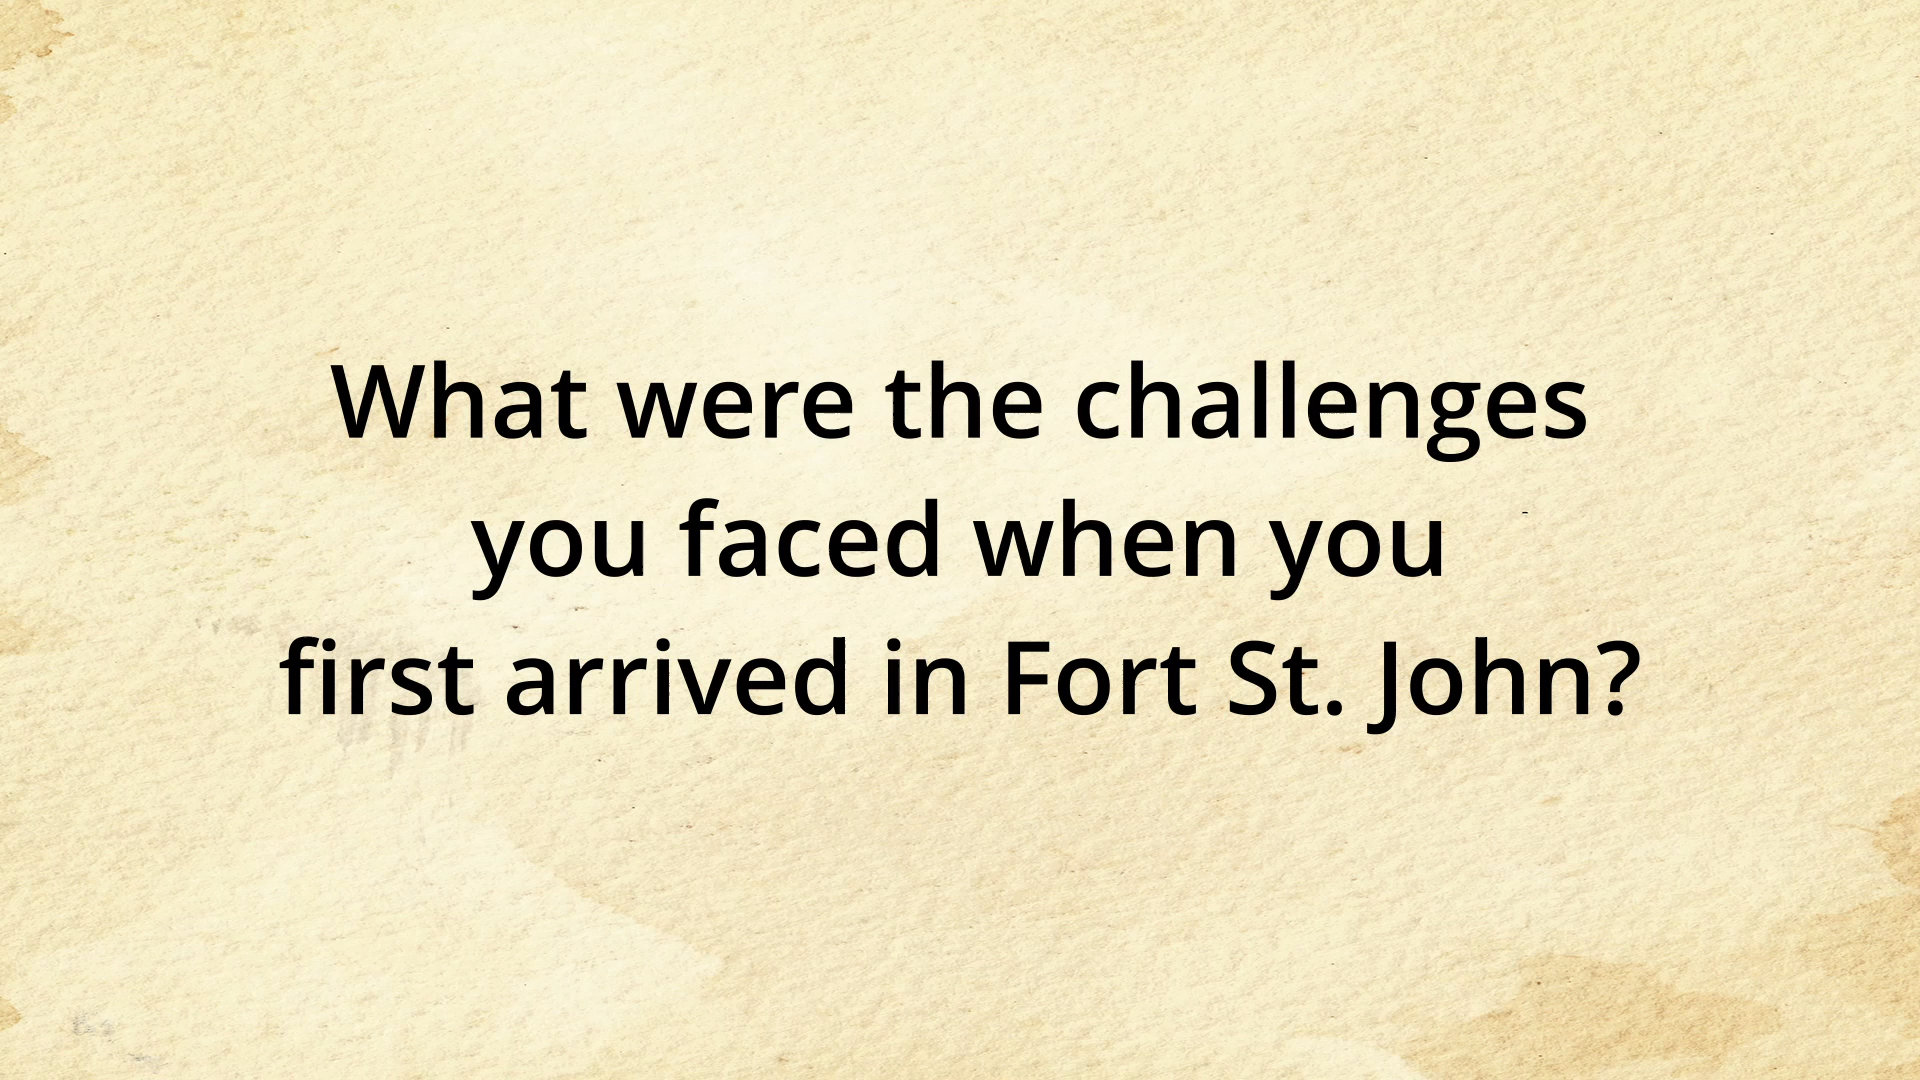 What were the challenges
you faced when you
first arrived in Fort St. John?